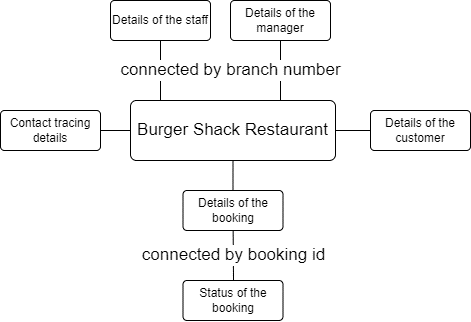 Details of the staff
Details of the
manager
connected by branch number
Contact tracing
details
Burger Shack Restaurant
Details of the
customer
Details of the
booking
connected by booking id
Status of the
booking